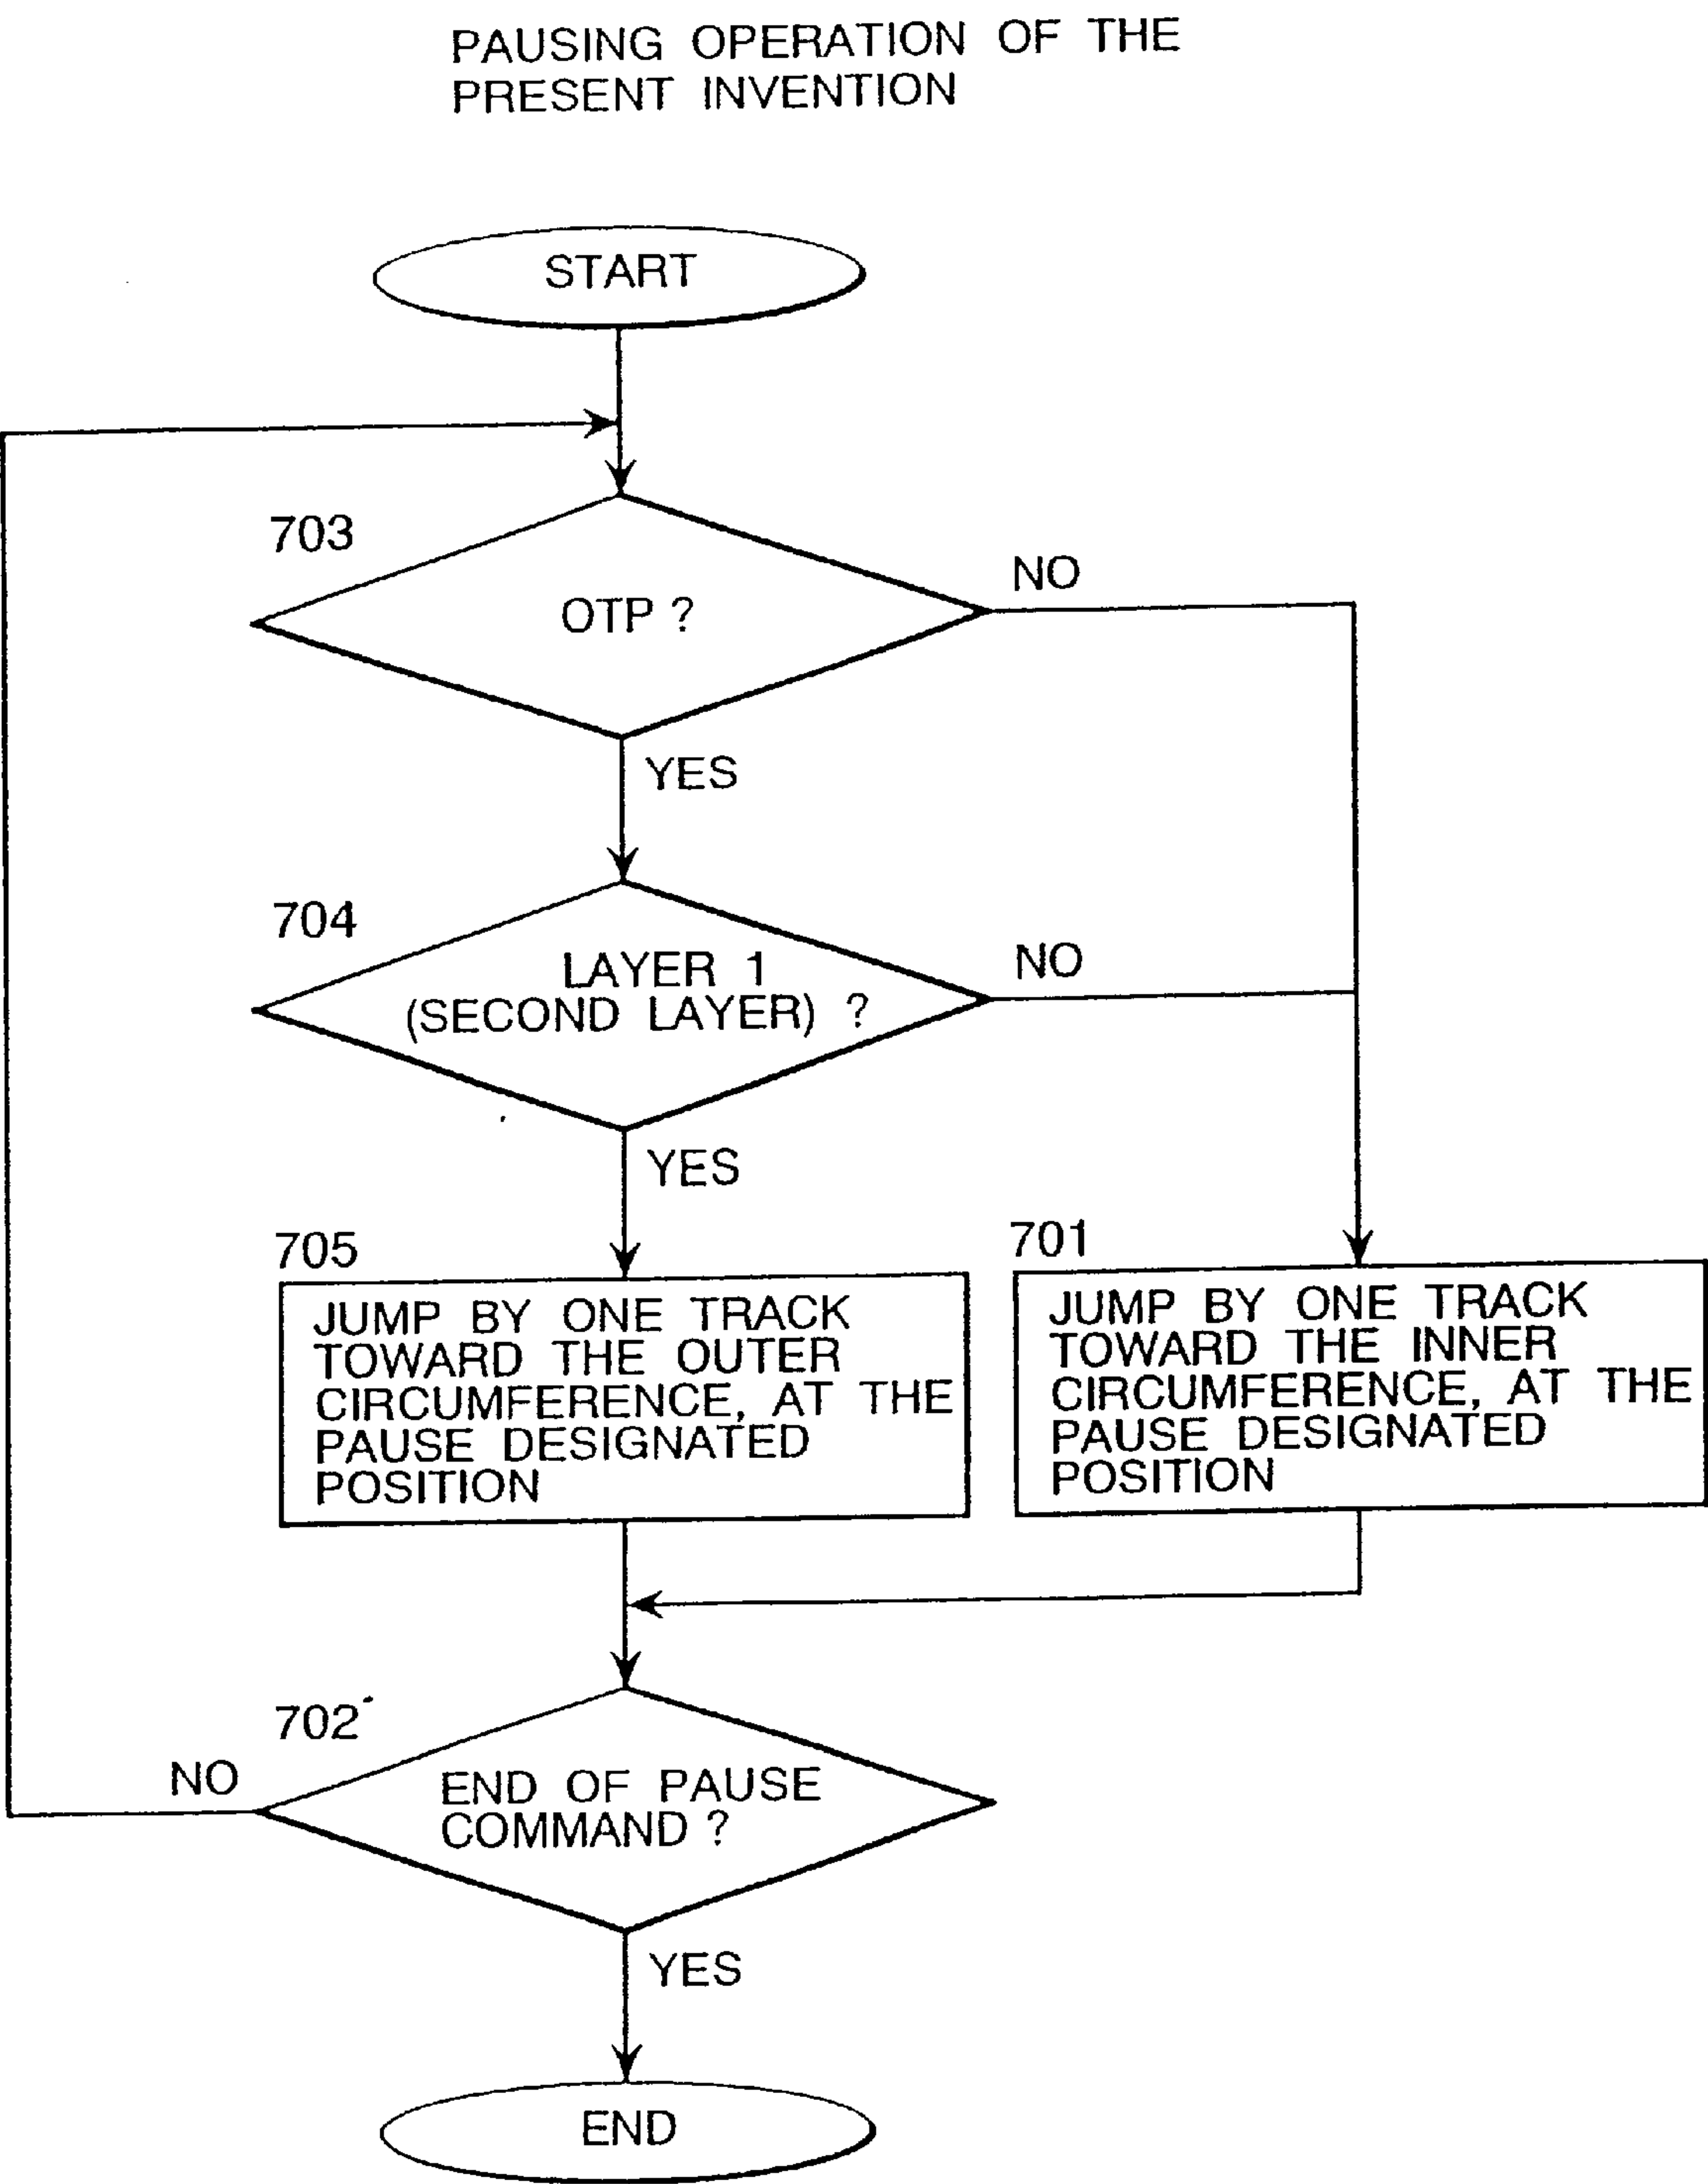 PAUSING OPERATION OF THE
PRESENT INVENTION
START
703
OTP ?
NO
YES
704
LAYER 1
(SECOND LAYER) ?
NO
YES
705
JUMP BY ONE TRACK
TOWARD THE OUTER
CIRCUMFERENCE, AT THE
PAUSE DESIGNATED
POSITION
701
JUMP BY ONE TRACK
TOWARD THE INNER
CIRCUMFERENCE, AT THE
PAUSE DESIGNATED
POSITION
702
NO
END OF PAUSE
COMMAND ?
YES
END